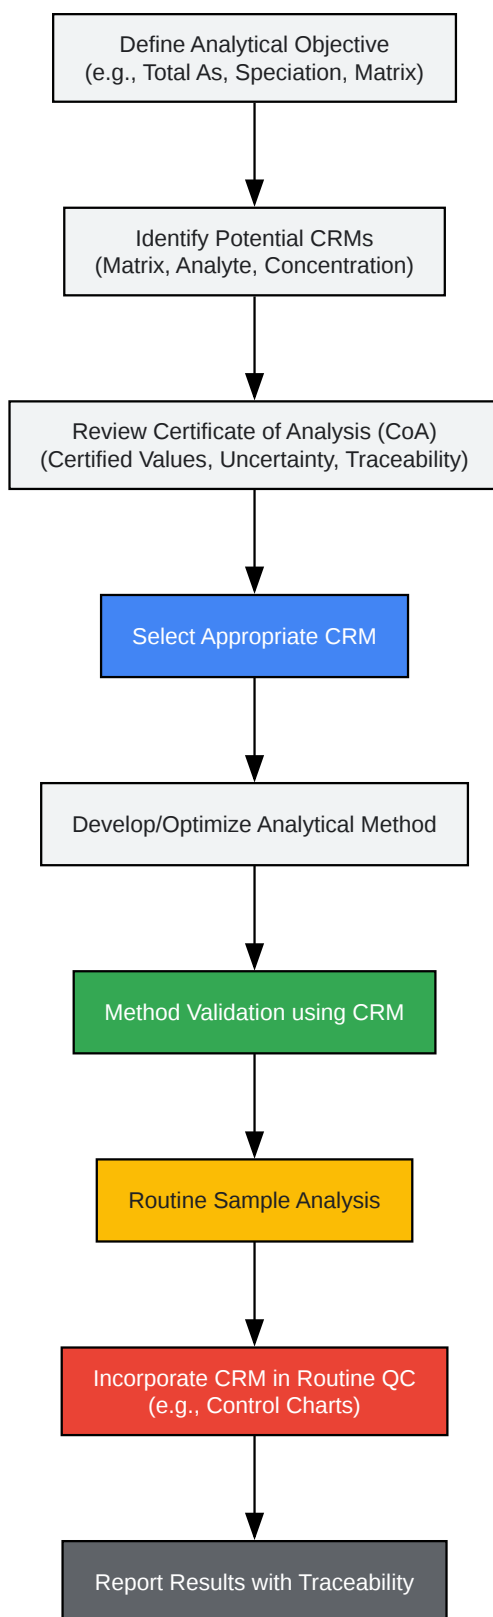 Define Analytical Objective
(e.g., Total As, Speciation, Matrix)
Identify Potential CRMs
(Matrix, Analyte, Concentration)
Review Certificate of Analysis (CoA)
(Certified Values, Uncertainty, Traceability)
Select Appropriate CRM
Develop/Optimize Analytical Method
Method Validation using CRM
Routine Sample Analysis
Incorporate CRM in Routine QC
(e.g., Control Charts)
Report Results with Traceability